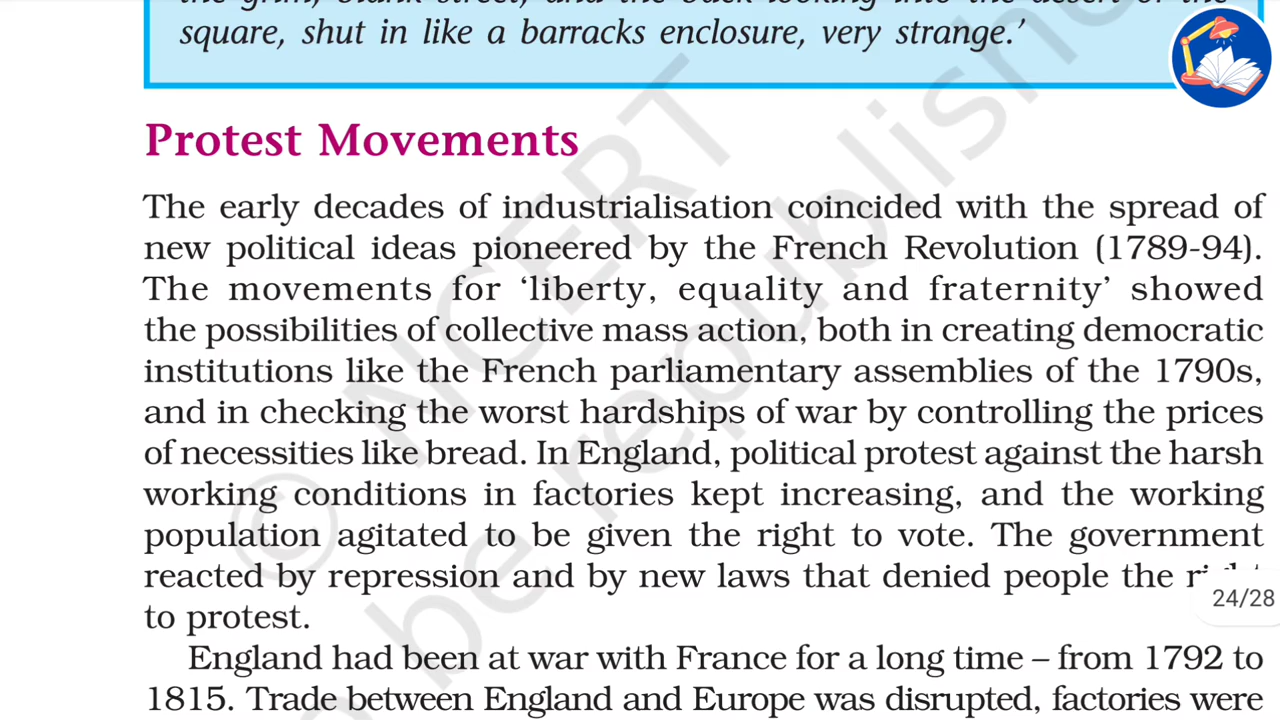 square, shut in like a barracks enclosure, very strange.'
Protest Movements
The early decades of industrialisation coincided with the spread of
new political ideas pioneered by the French Revolution (1789-94).
The movements for 'liberty, equality and fraternity' showed
the possibilities of collective mass action, both in creating democratic
institutions like the French parliamentary assemblies of the 1790s,
and in checking the worst hardships of war by controlling the prices
of necessities like bread. In England, political protest against the harsh
working conditions in factories kept increasing, and the working
population agitated to be given the right to vote. The government
reacted by repression and by new laws that denied people the
24/28
to protest.
England had been at war with France for a long time – from 1792 to
1815. Trade between England and Europe was disrupted, factories were
© NCERT
be republish